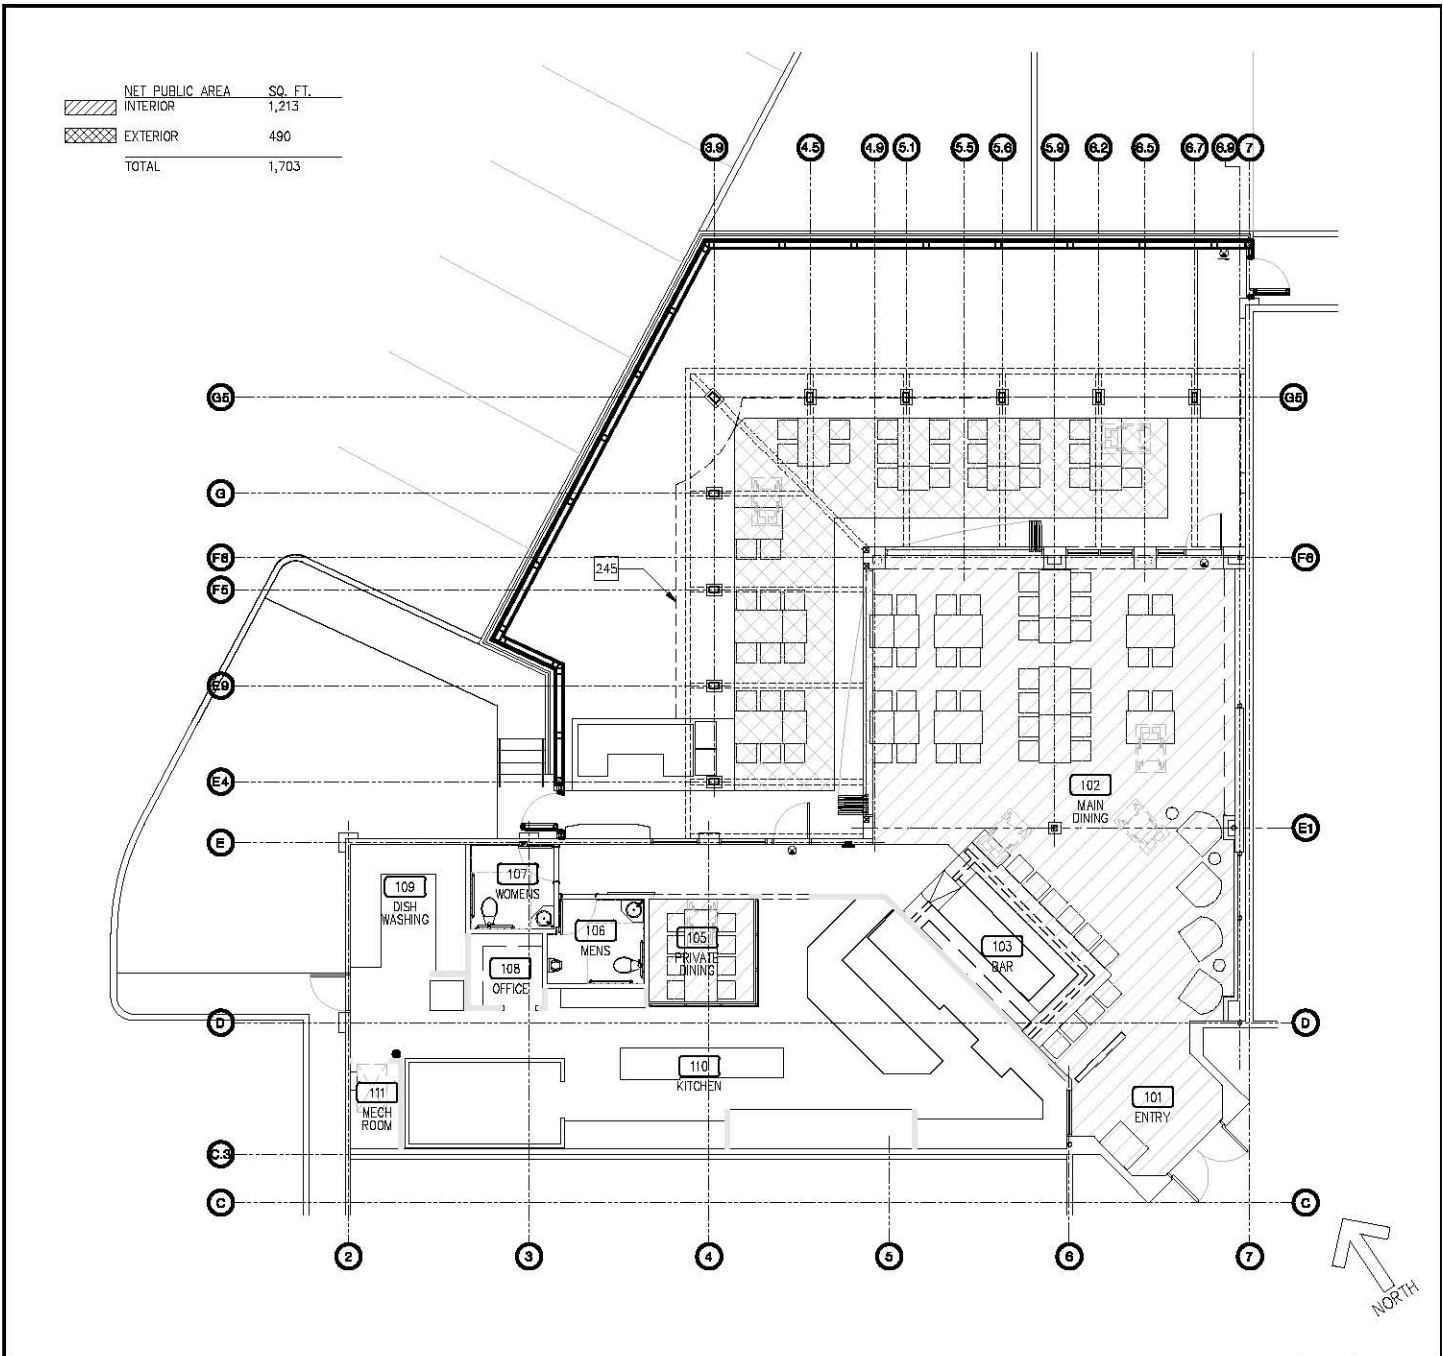 NET PUBLIC AREA SQ. FT.
INTERIOR 1,213
EXTERIOR 490
TOTAL 1,703
3.9 4.5 4.9 5.1 5.5 5.6 5.9 6.2 6.5 6.7 6.9 7
G5 G5
G
F6 F6
245
F5
E9
E4
102
MAIN
DINING
E E1
107
WOMENS
109
DISH
WASHING
106
MENS
105
PRIVATE
DINING
103
BAR
108
OFFICE
D D
110
KITCHEN
111
MECH
ROOM
101
ENTRY
C.3
C C
2 3 4 5 6 7
NORTH